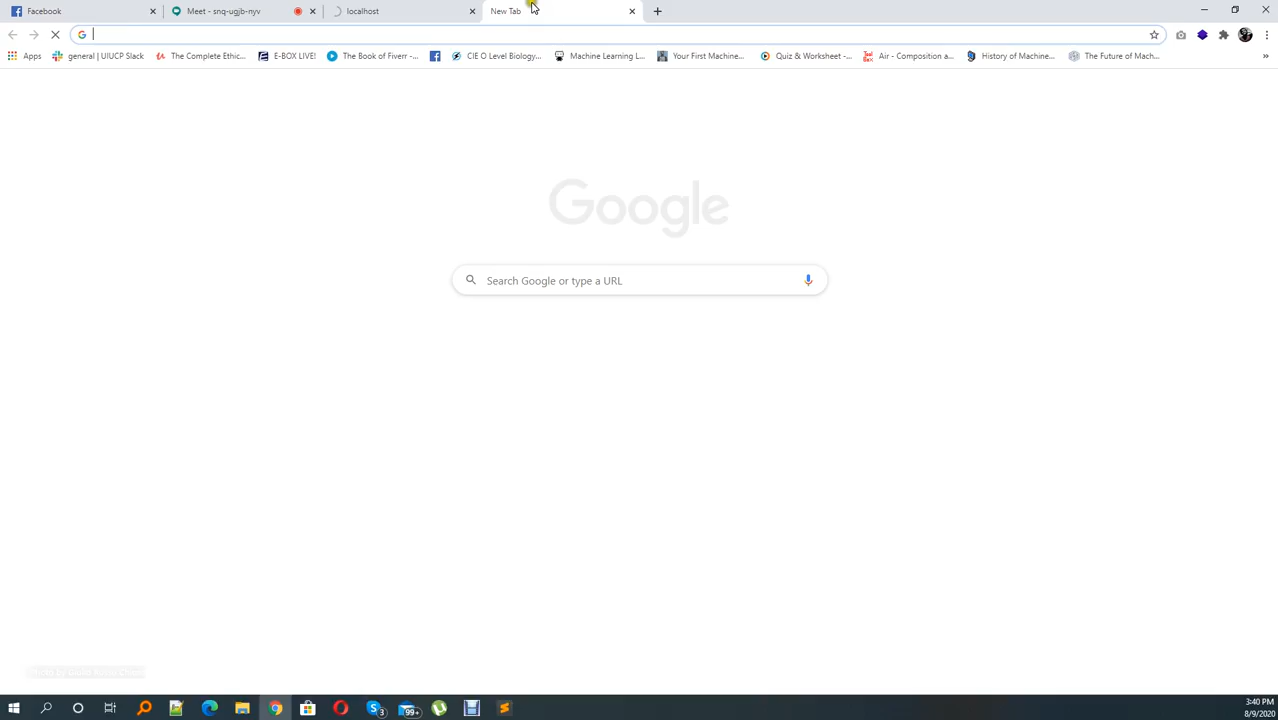 Facebook
Meet - snq-ugjb-nyv
localhost
New Tab
Apps
general | UIUCP Slack
The Complete Ethic...
E-BOX LIVE!
The Book of Fiverr -...
CIE O Level Biology...
Machine Learning L...
Your First Machine...
Quiz & Worksheet -...
Air - Composition a...
History of Machine...
The Future of Mach...
Google
Search Google or type a URL
3
99+
3:40 PM
8/9/2020